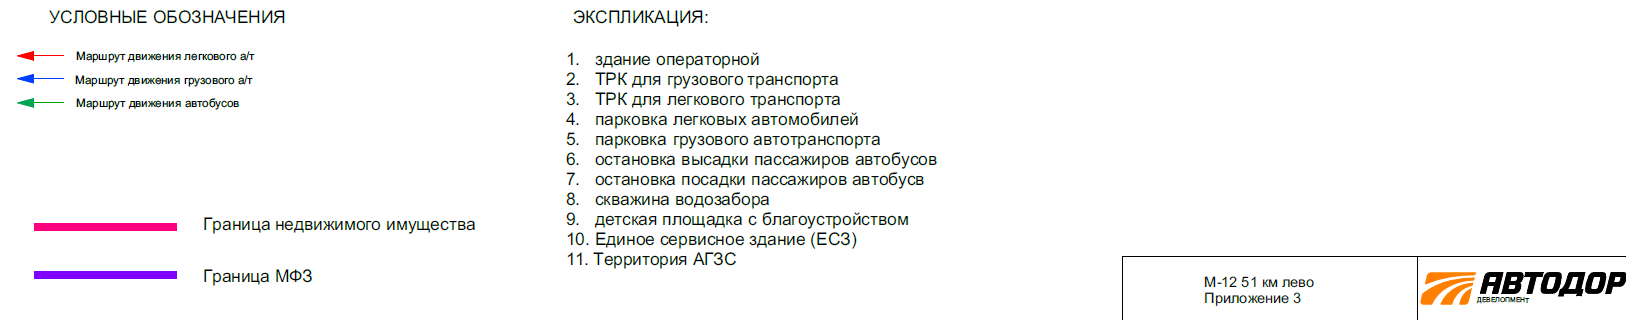 УСЛОВНЫЕ ОБОЗНАЧЕНИЯ
Маршрут движения легкового а/т
Маршрут движения грузового а/т
Маршрут движения автобусов
Граница недвижимого имущества
Граница МФЗ
ЭКСПЛИКАЦИЯ:
1. здание операторной
2. ТРК для грузового транспорта
3. ТРК для легкового транспорта
4. парковка легковых автомобилей
5. парковка грузового автотранспорта
6. остановка высадки пассажиров автобусов
7. остановка посадки пассажиров автобусв
8. скважина водозабора
9. детская площадка с благоустройством
10. Единое сервисное здание (ЕСЗ)
11. Территория АГЗС
М-12 51 км лево
Приложение 3
АВТОДОР
ДЕВЕЛОПМЕНТ